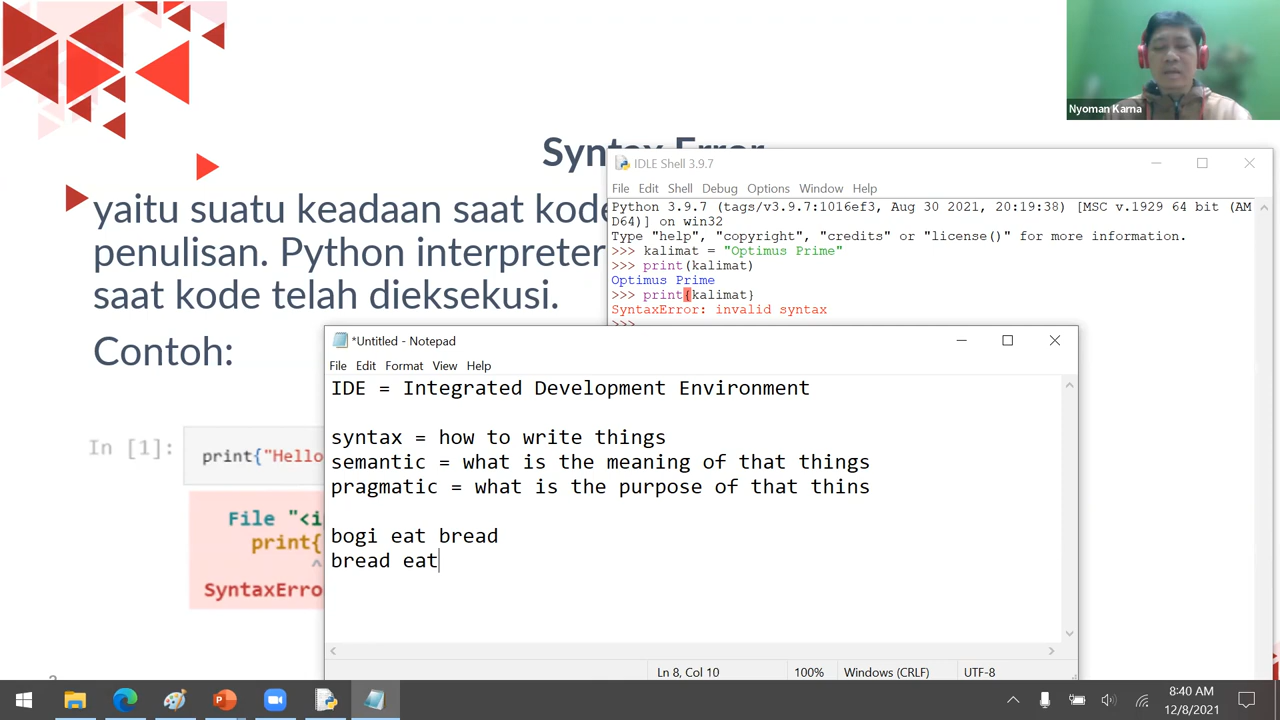 Nyoman Karna
Syntax Error
yaitu suatu keadaan saat kode
penulisan. Python interpreter
saat kode telah dieksekusi.
Contoh:
In [1]:
print{"Hello
File "<i
print{
^
SyntaxErro
IDLE Shell 3.9.7
File Edit Shell Debug Options Window Help
Python 3.9.7 (tags/v3.9.7:1016ef3, Aug 30 2021, 20:19:38) [MSC v.1929 64 bit (AM
D64)] on win32
Type "help", "copyright", "credits" or "license()" for more information.
>>> kalimat = "Optimus Prime"
>>> print(kalimat)
Optimus Prime
>>> print{kalimat}
SyntaxError: invalid syntax
>>>
*Untitled - Notepad
File Edit Format View Help
IDE = Integrated Development Environment
syntax = how to write things
semantic = what is the meaning of that things
pragmatic = what is the purpose of that thins
bogi eat bread
bread eat
Ln 8, Col 10 100% Windows (CRLF) UTF-8
8:40 AM
12/8/2021